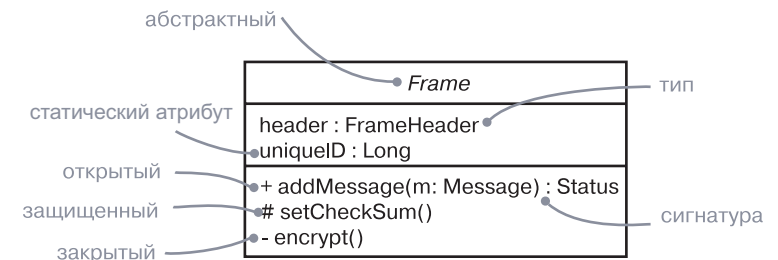 абстрактный
Frame
тип
статический атрибут
header : FrameHeader
uniqueID : Long
открытый
+ addMessage(m: Message) : Status
защищенный
# setCheckSum()
сигнатура
закрытый
- encrypt()